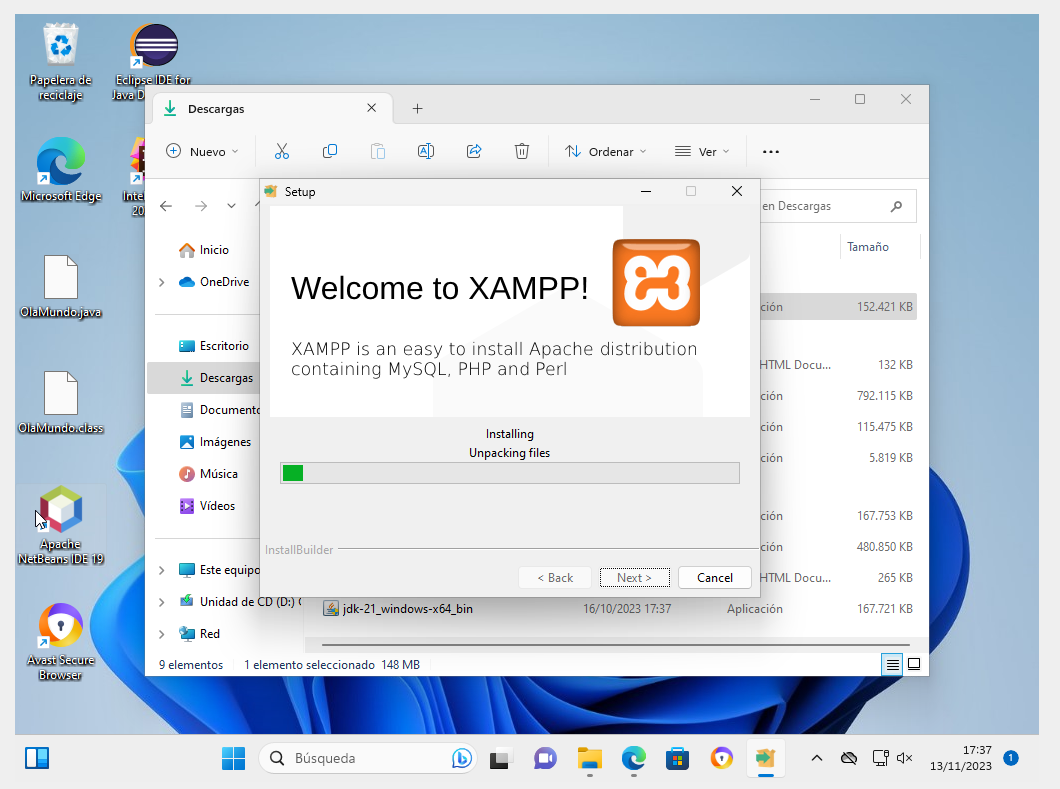 Papelera de
reciclaje
Eclipse IDE for
Java D
Microsoft Edge
Inte
20
OlaMundo.java
OlaMundo.class
Apache
NetBeans IDE 19
Avast Secure
Browser
Descargas
Nuevo
Ordenar
Ver
en Descargas
Inicio
OneDrive
Escritorio
Descargas
Documento
Imágenes
Música
Vídeos
Este equipo
Unidad de CD (D:)
Red
Tamaño
ción 152.421 KB
HTML Docu... 132 KB
ción 792.115 KB
ción 115.475 KB
ción 5.819 KB
ción 167.753 KB
ción 480.850 KB
HTML Docu... 265 KB
jdk-21_windows-x64_bin 16/10/2023 17:37 Aplicación 167.721 KB
9 elementos 1 elemento seleccionado 148 MB
Setup
Welcome to XAMPP!
XAMPP is an easy to install Apache distribution
containing MySQL, PHP and Perl
Installing
Unpacking files
InstallBuilder
< Back
Next >
Cancel
Búsqueda
17:37
13/11/2023
1